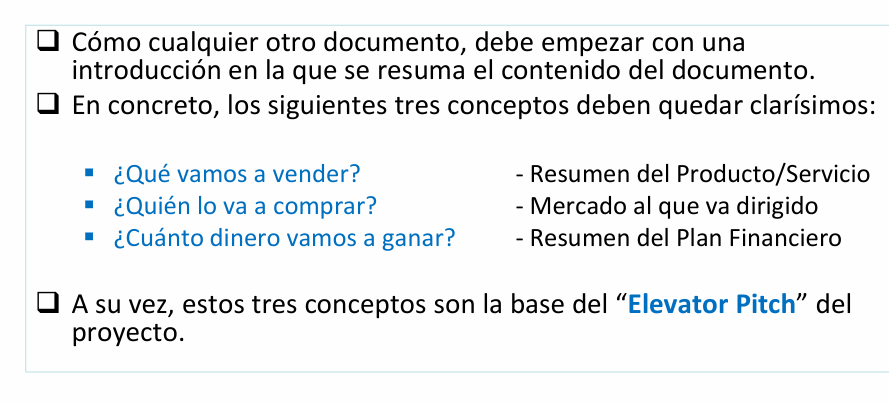 ❑ Cómo cualquier otro documento, debe empezar con una
introducción en la que se resuma el contenido del documento.
❑ En concreto, los siguientes tres conceptos deben quedar clarísimos:
▪ ¿Qué vamos a vender? - Resumen del Producto/Servicio
▪ ¿Quién lo va a comprar? - Mercado al que va dirigido
▪ ¿Cuánto dinero vamos a ganar? - Resumen del Plan Financiero
❑ A su vez, estos tres conceptos son la base del “Elevator Pitch” del
proyecto.